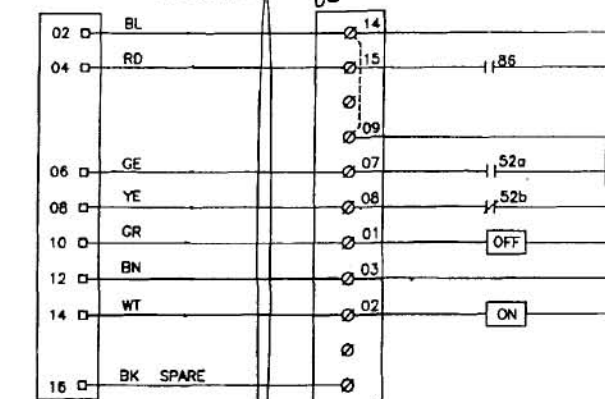 02 BL 14
04 RD 15 86
09
06 GE 07 52a
08 YE 08 52b
10 GR 01 OFF
12 BN 03
14 WT 02 ON
16 BK SPARE